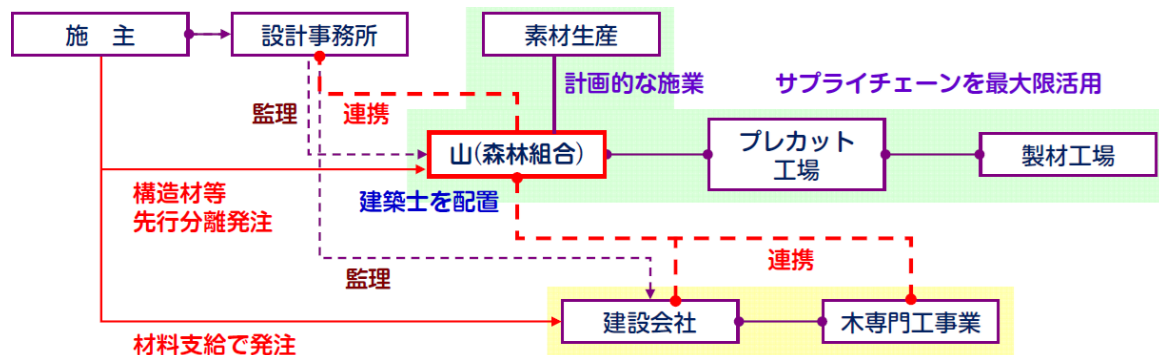 施　主
設計事務所
素材生産
計画的な施業
サプライチェーンを最大限活用
監理
連携
山(森林組合)
プレカット
工場
製材工場
構造材等
先行分離発注
建築士を配置
監理
連携
建設会社
木専門工事業
材料支給で発注